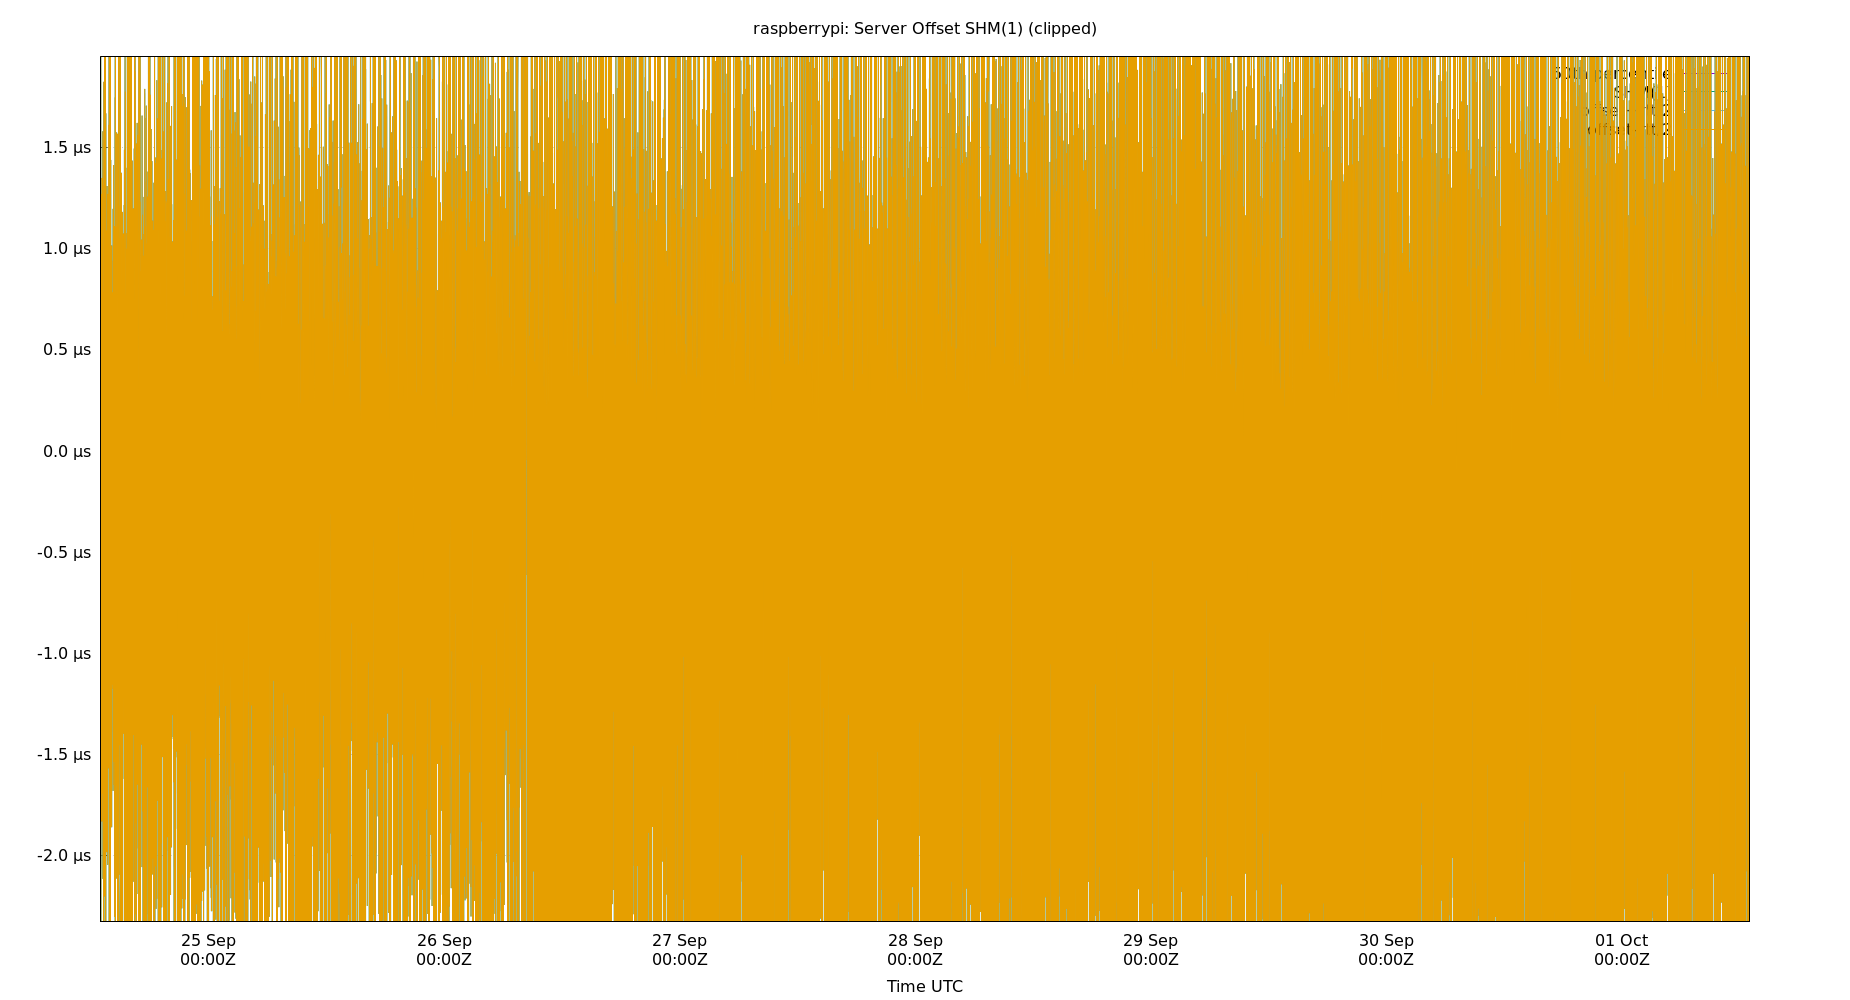 raspberrypi: Server Offset SHM(1) (clipped)
1.5 µs
1.0 µs
0.5 µs
0.0 µs
-0.5 µs
-1.0 µs
-1.5 µs
-2.0 µs
25 Sep 26 Sep 27 Sep 28 Sep 29 Sep 30 Sep 01 Oct
00:00Z 00:00Z 00:00Z 00:00Z 00:00Z 00:00Z 00:00Z
Time UTC